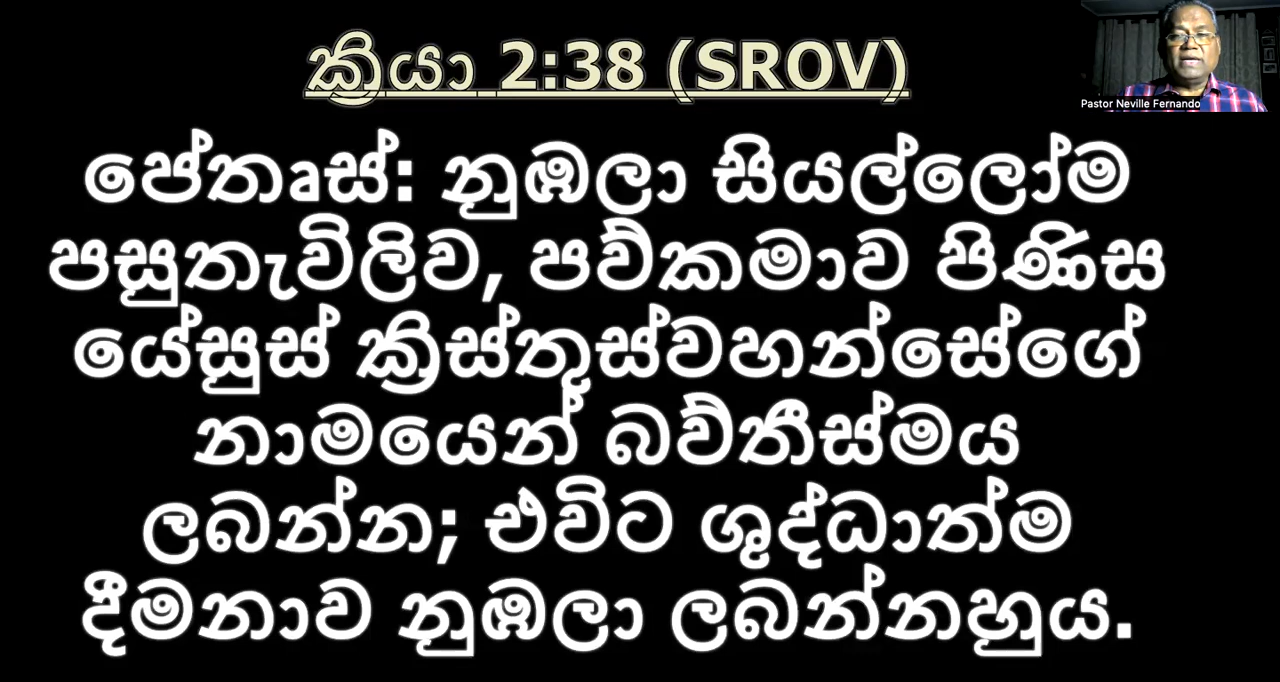 ක්‍රියා 2:38 (SROV)
Pastor Neville Fernando
පේතෘස්: නුඹලා සියල්ලෝම
පසුතැවිලිව, පව්කමාව පිණිස
යේසුස් ක්‍රිස්තුස්වහන්සේගේ
නාමයෙන් බව්තීස්මය
ලබන්න; එවිට ශුද්ධාත්ම
දීමනාව නුඹලා ලබන්නහුය.